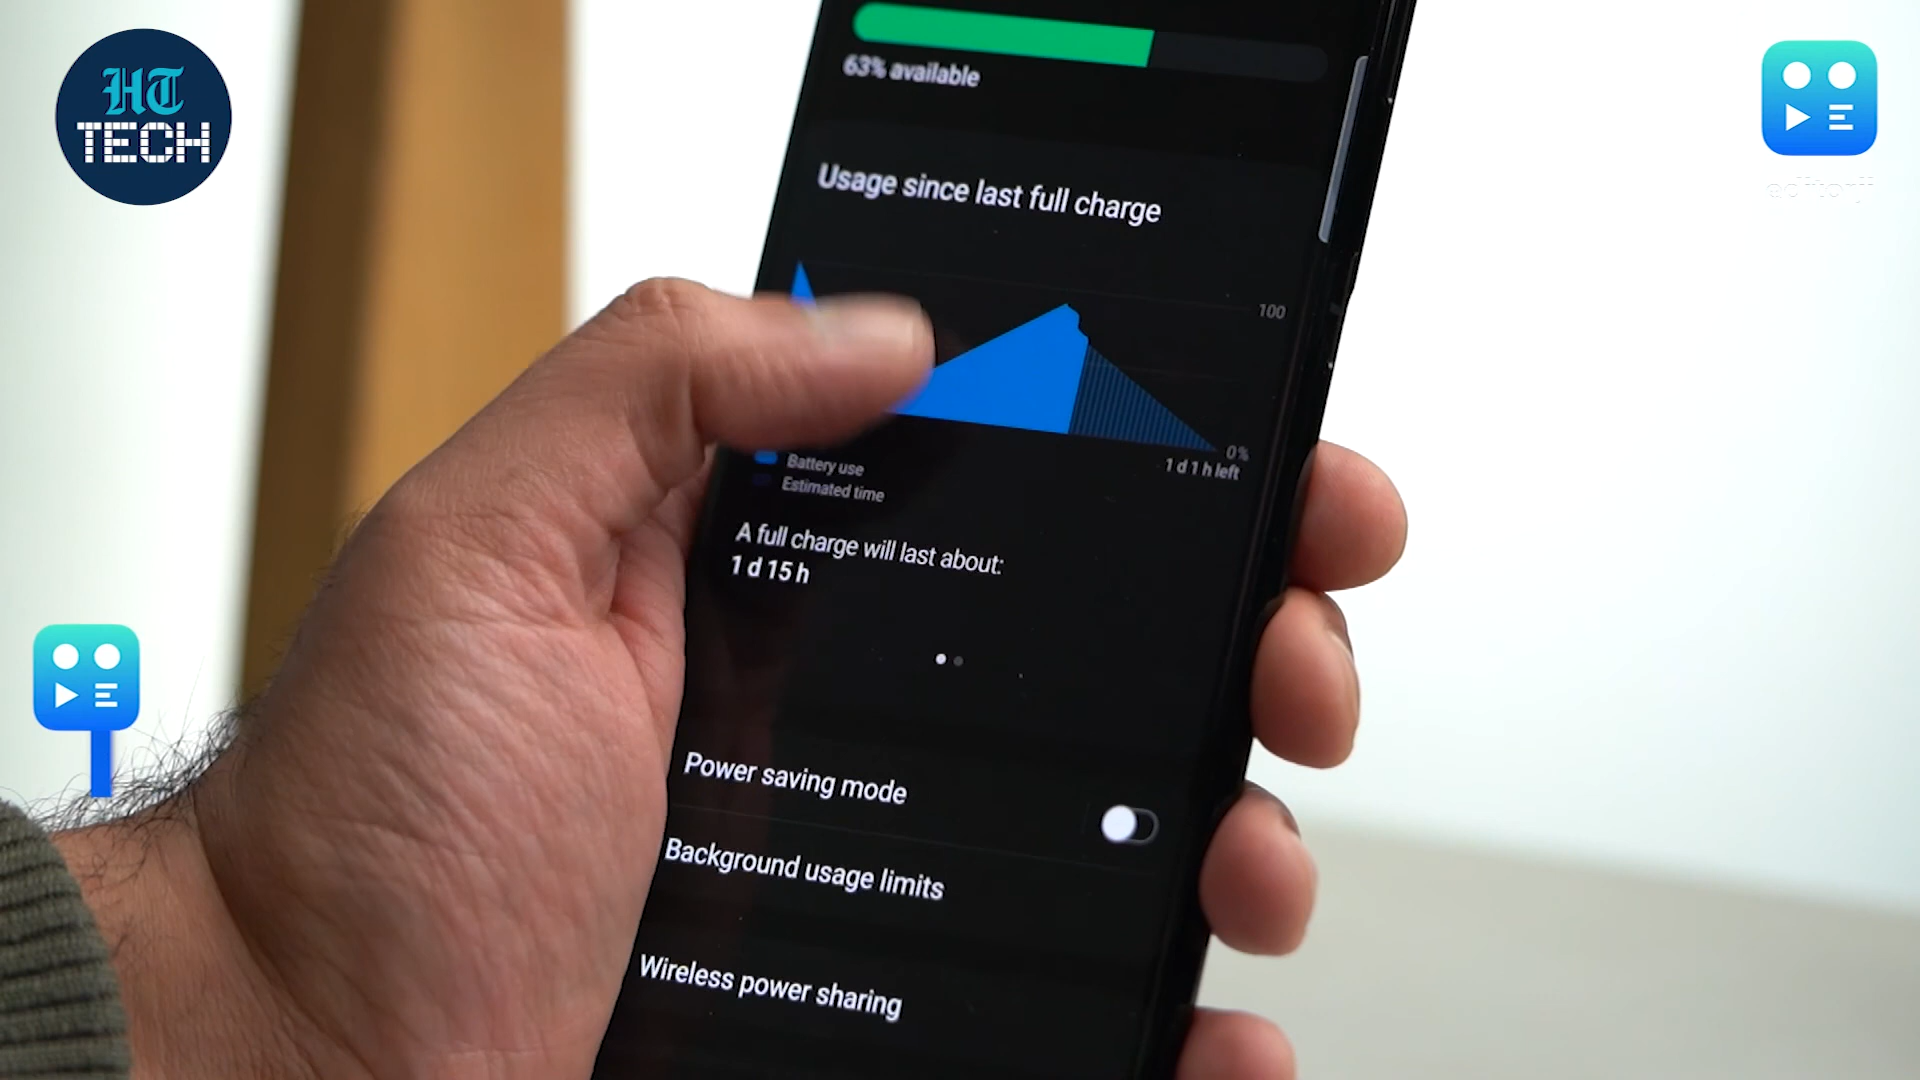 HT
TECH
editorji
63% available
Usage since last full charge
100
0%
1 d 1 h left
Battery use
Estimated time
A full charge will last about:
1 d 15 h
Power saving mode
Background usage limits
Wireless power sharing